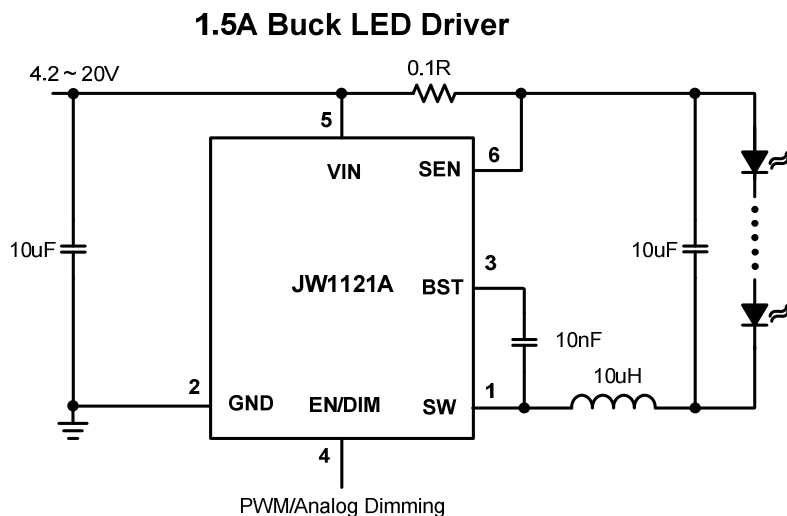 1.5A Buck LED Driver
4.2 ~ 20V
0.1R
5
VIN
SEN
6
10uF
JW1121A
BST
3
10uF
10nF
10uH
2
GND
EN/DIM
SW
1
4
PWM/Analog Dimming